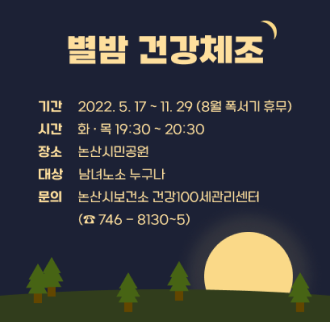 별밤 건강체조
기간 2022. 5. 17 ~ 11. 29 (8월 폭서기 휴무)
시간 화 · 목 19:30 ~ 20:30
장소 논산시민공원
대상 남녀노소 누구나
문의 논산시보건소 건강100세관리센터
(☎ 746 - 8130~5)